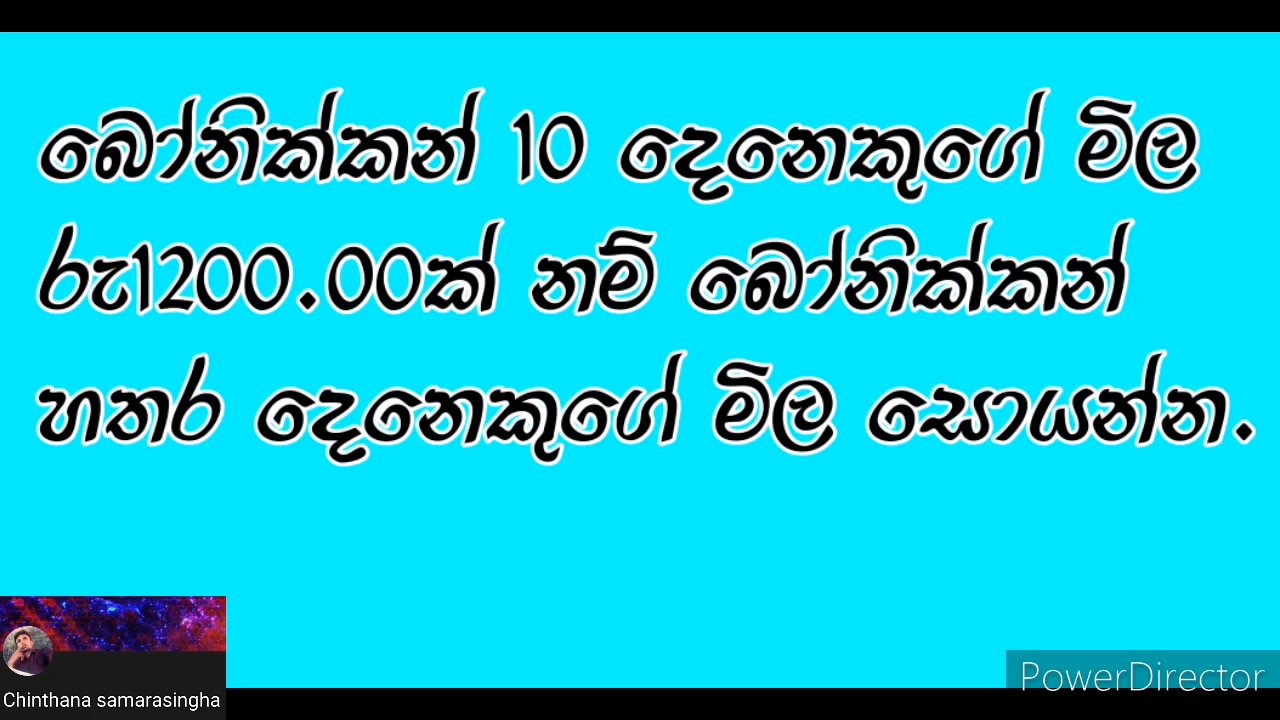 බෝනික්කන් 10 දෙනෙකුගේ මිල
රු1200.00ක් නම් බෝනික්කන්
හතර දෙනෙකුගේ මිල සොයන්න.
Chinthana samarasingha
PowerDirector